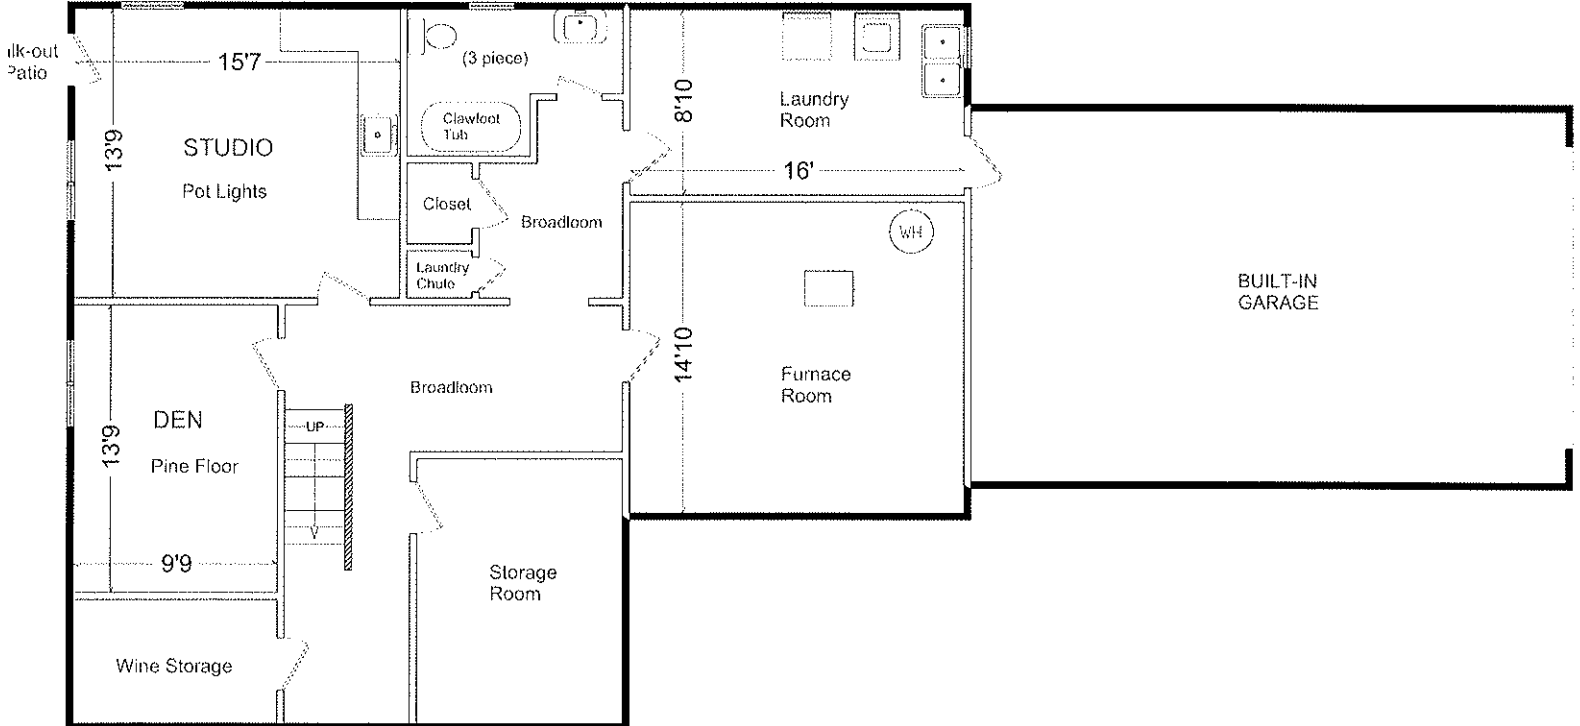 Patio
15'7
13'9
STUDIO
Pot Lights
(3 piece)
Clawfoot
Tub
Closet
Laundry
Chute
Broadloom
8'10
Laundry
Room
16'
WH
14'10
Furnace
Room
BUILT-IN
GARAGE
Broadloom
DEN
13'9
Pine Floor
9'9
UP
Storage
Room
Wine Storage